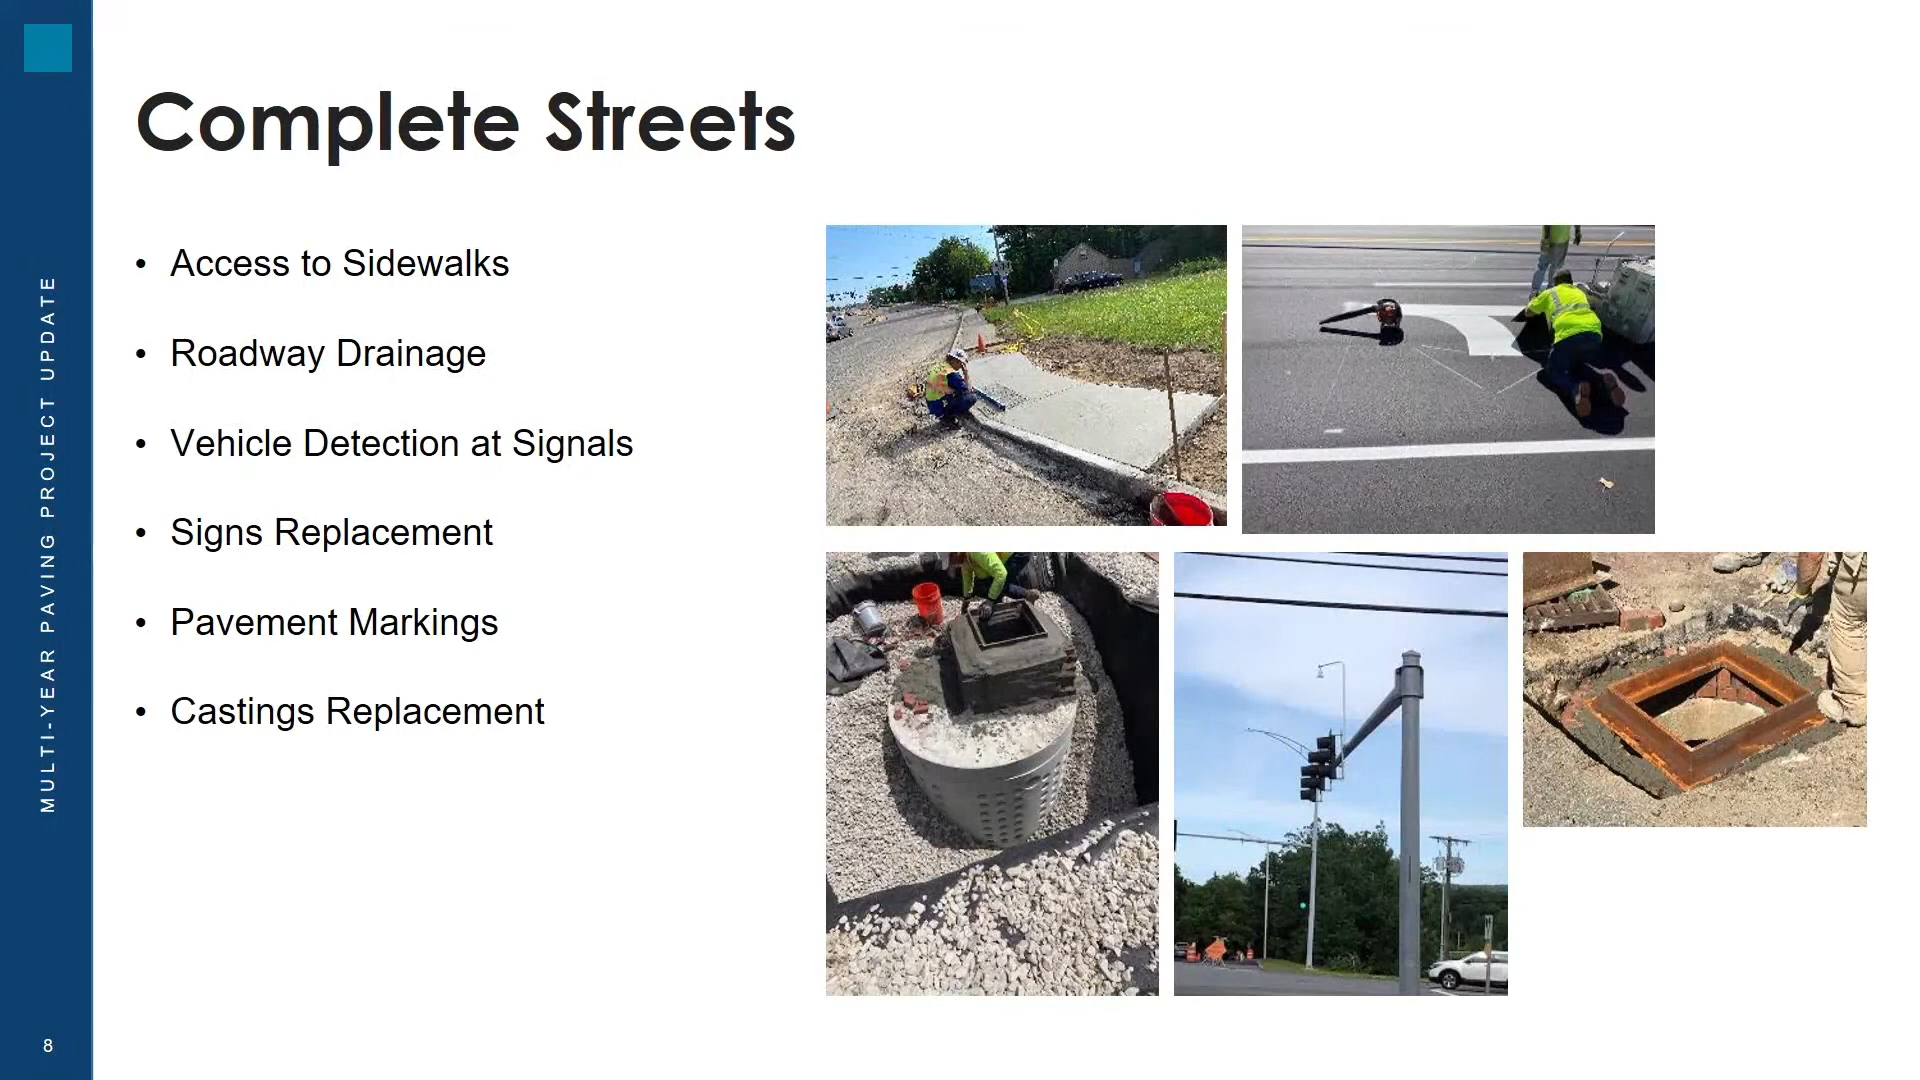 Complete Streets
• Access to Sidewalks
• Roadway Drainage
• Vehicle Detection at Signals
• Signs Replacement
• Pavement Markings
• Castings Replacement
MULTI-YEAR PAVING PROJECT UPDATE
8